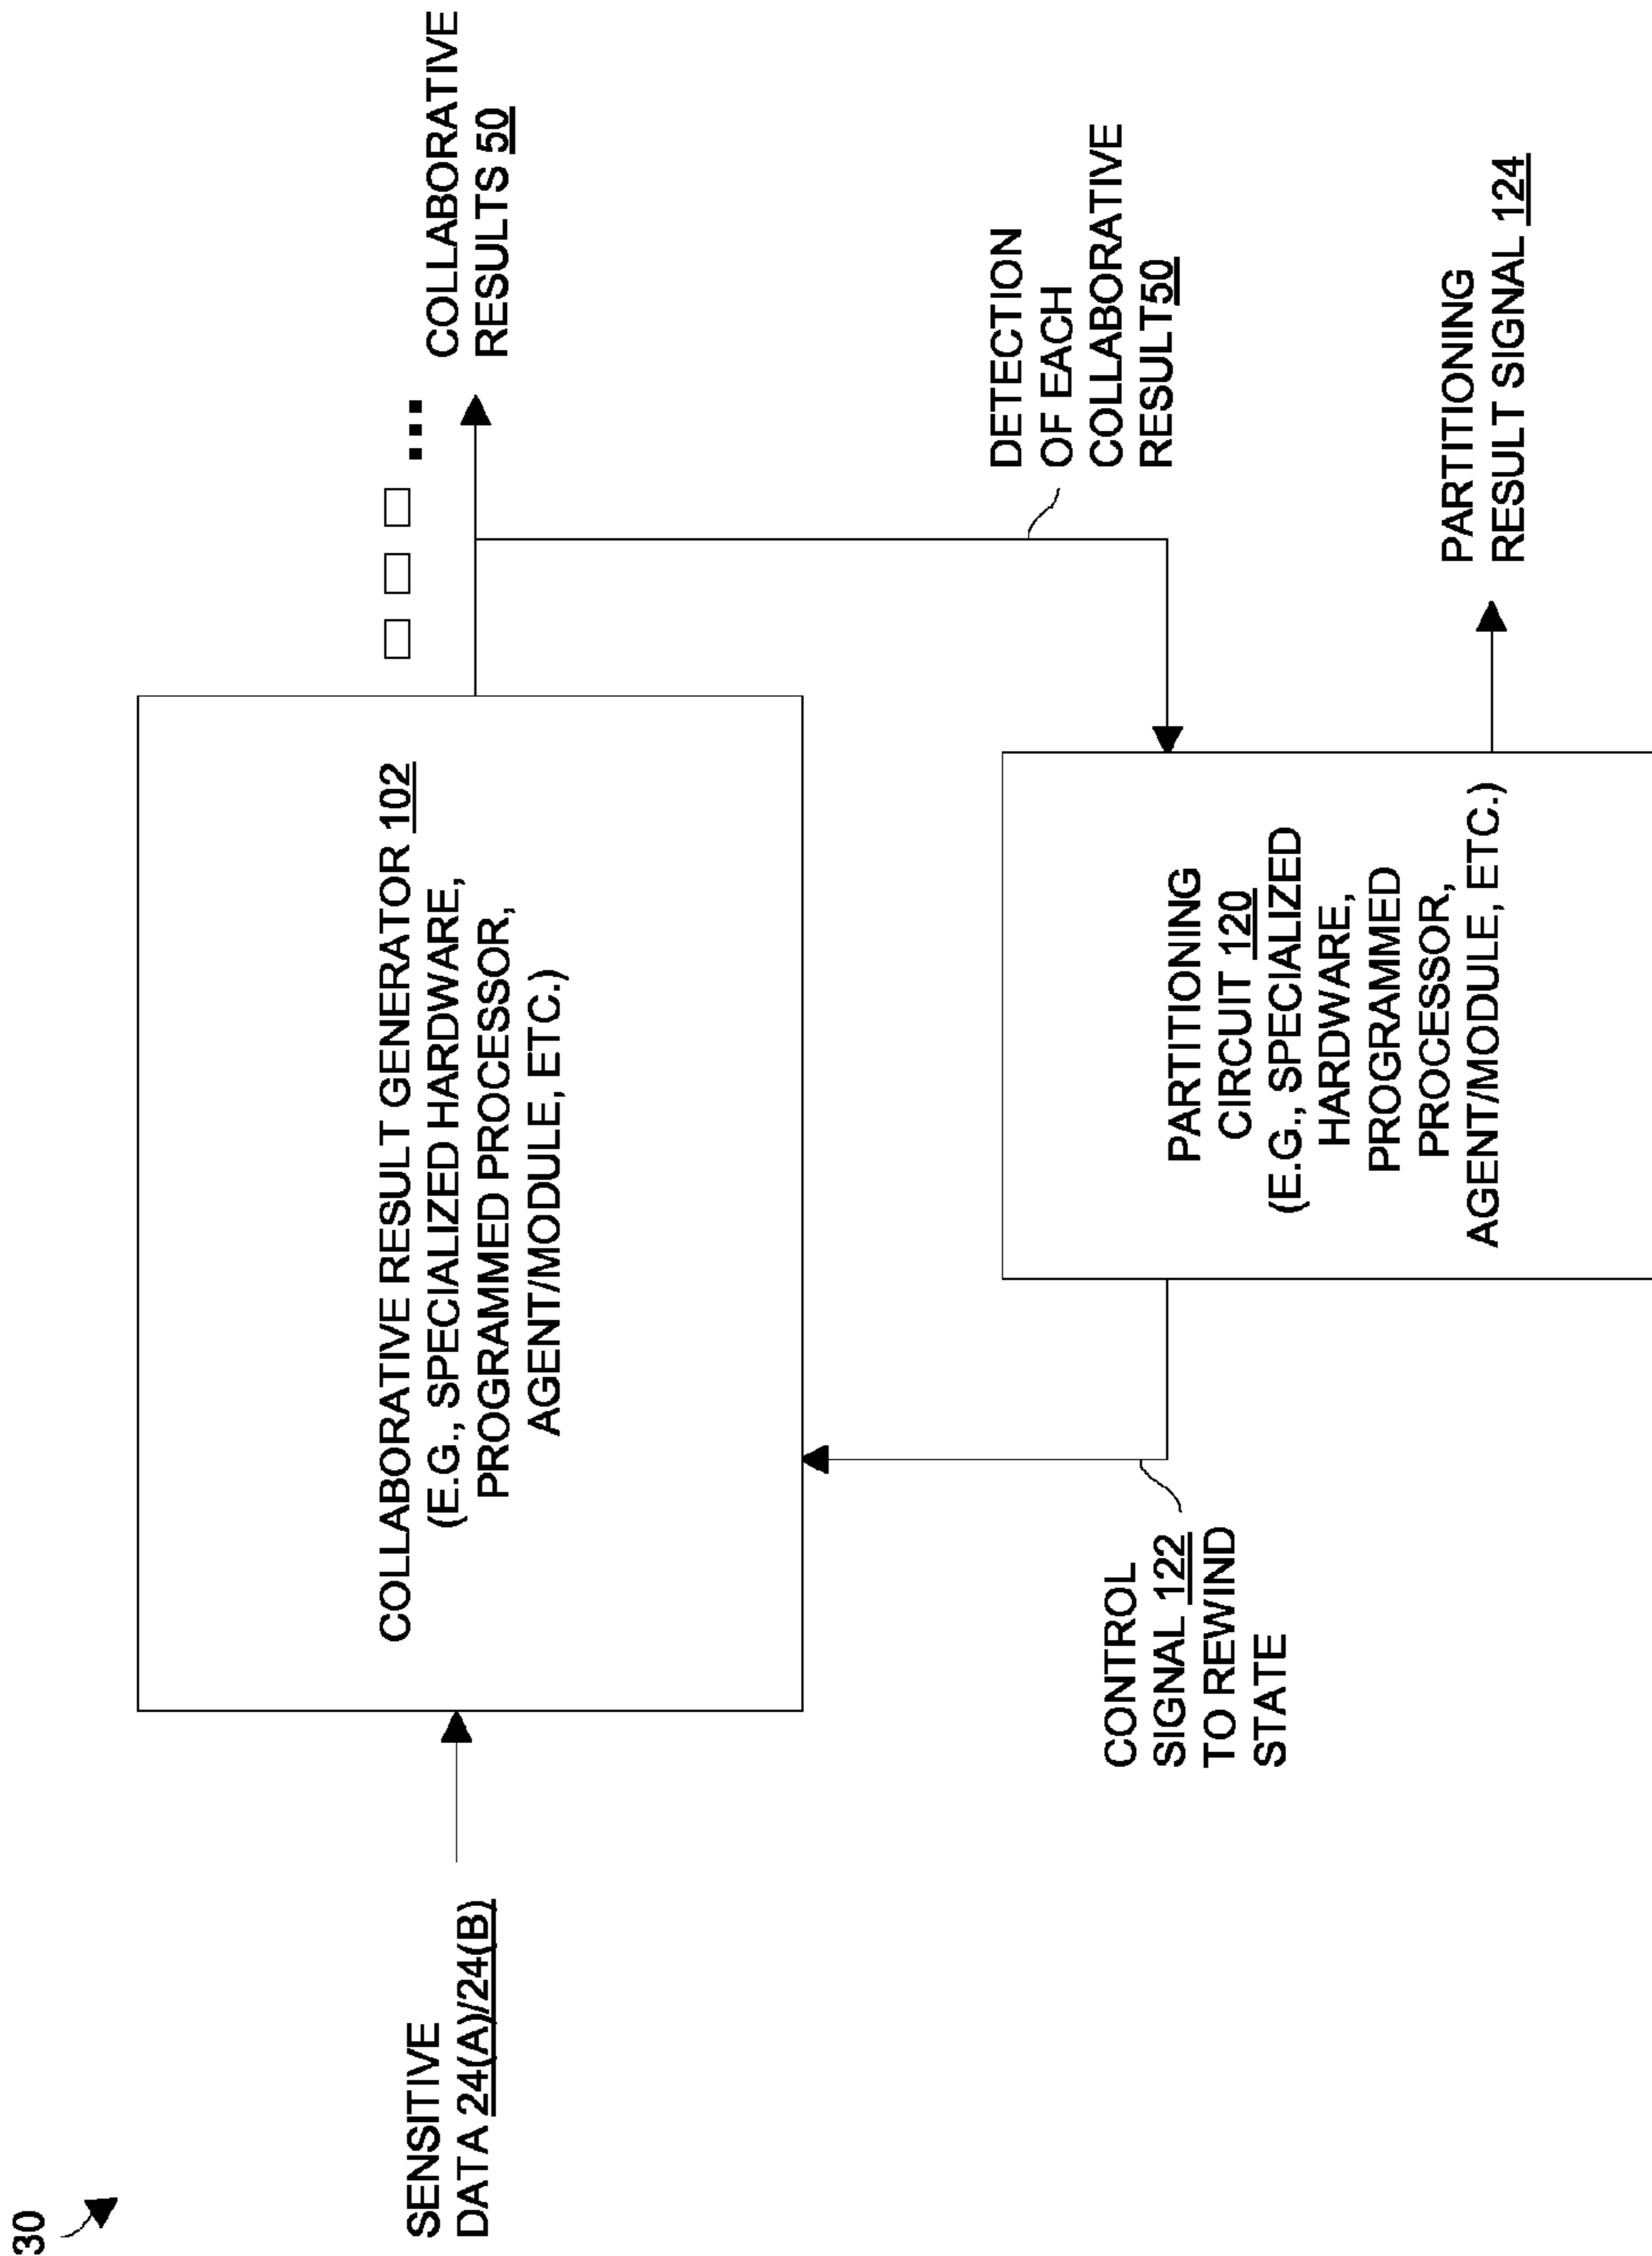 30
SENSITIVE
DATA 24(A)/24(B)
COLLABORATIVE RESULT GENERATOR 102
(E.G., SPECIALIZED HARDWARE,
PROGRAMMED PROCESSOR,
AGENT/MODULE, ETC.)
COLLABORATIVE
RESULTS 50
CONTROL
SIGNAL 122
TO REWIND
STATE
PARTITIONING
CIRCUIT 120
(E.G., SPECIALIZED
HARDWARE,
PROGRAMMED
PROCESSOR,
AGENT/MODULE, ETC.)
DETECTION
OF EACH
COLLABORATIVE
RESULT50
PARTITIONING
RESULT SIGNAL 124